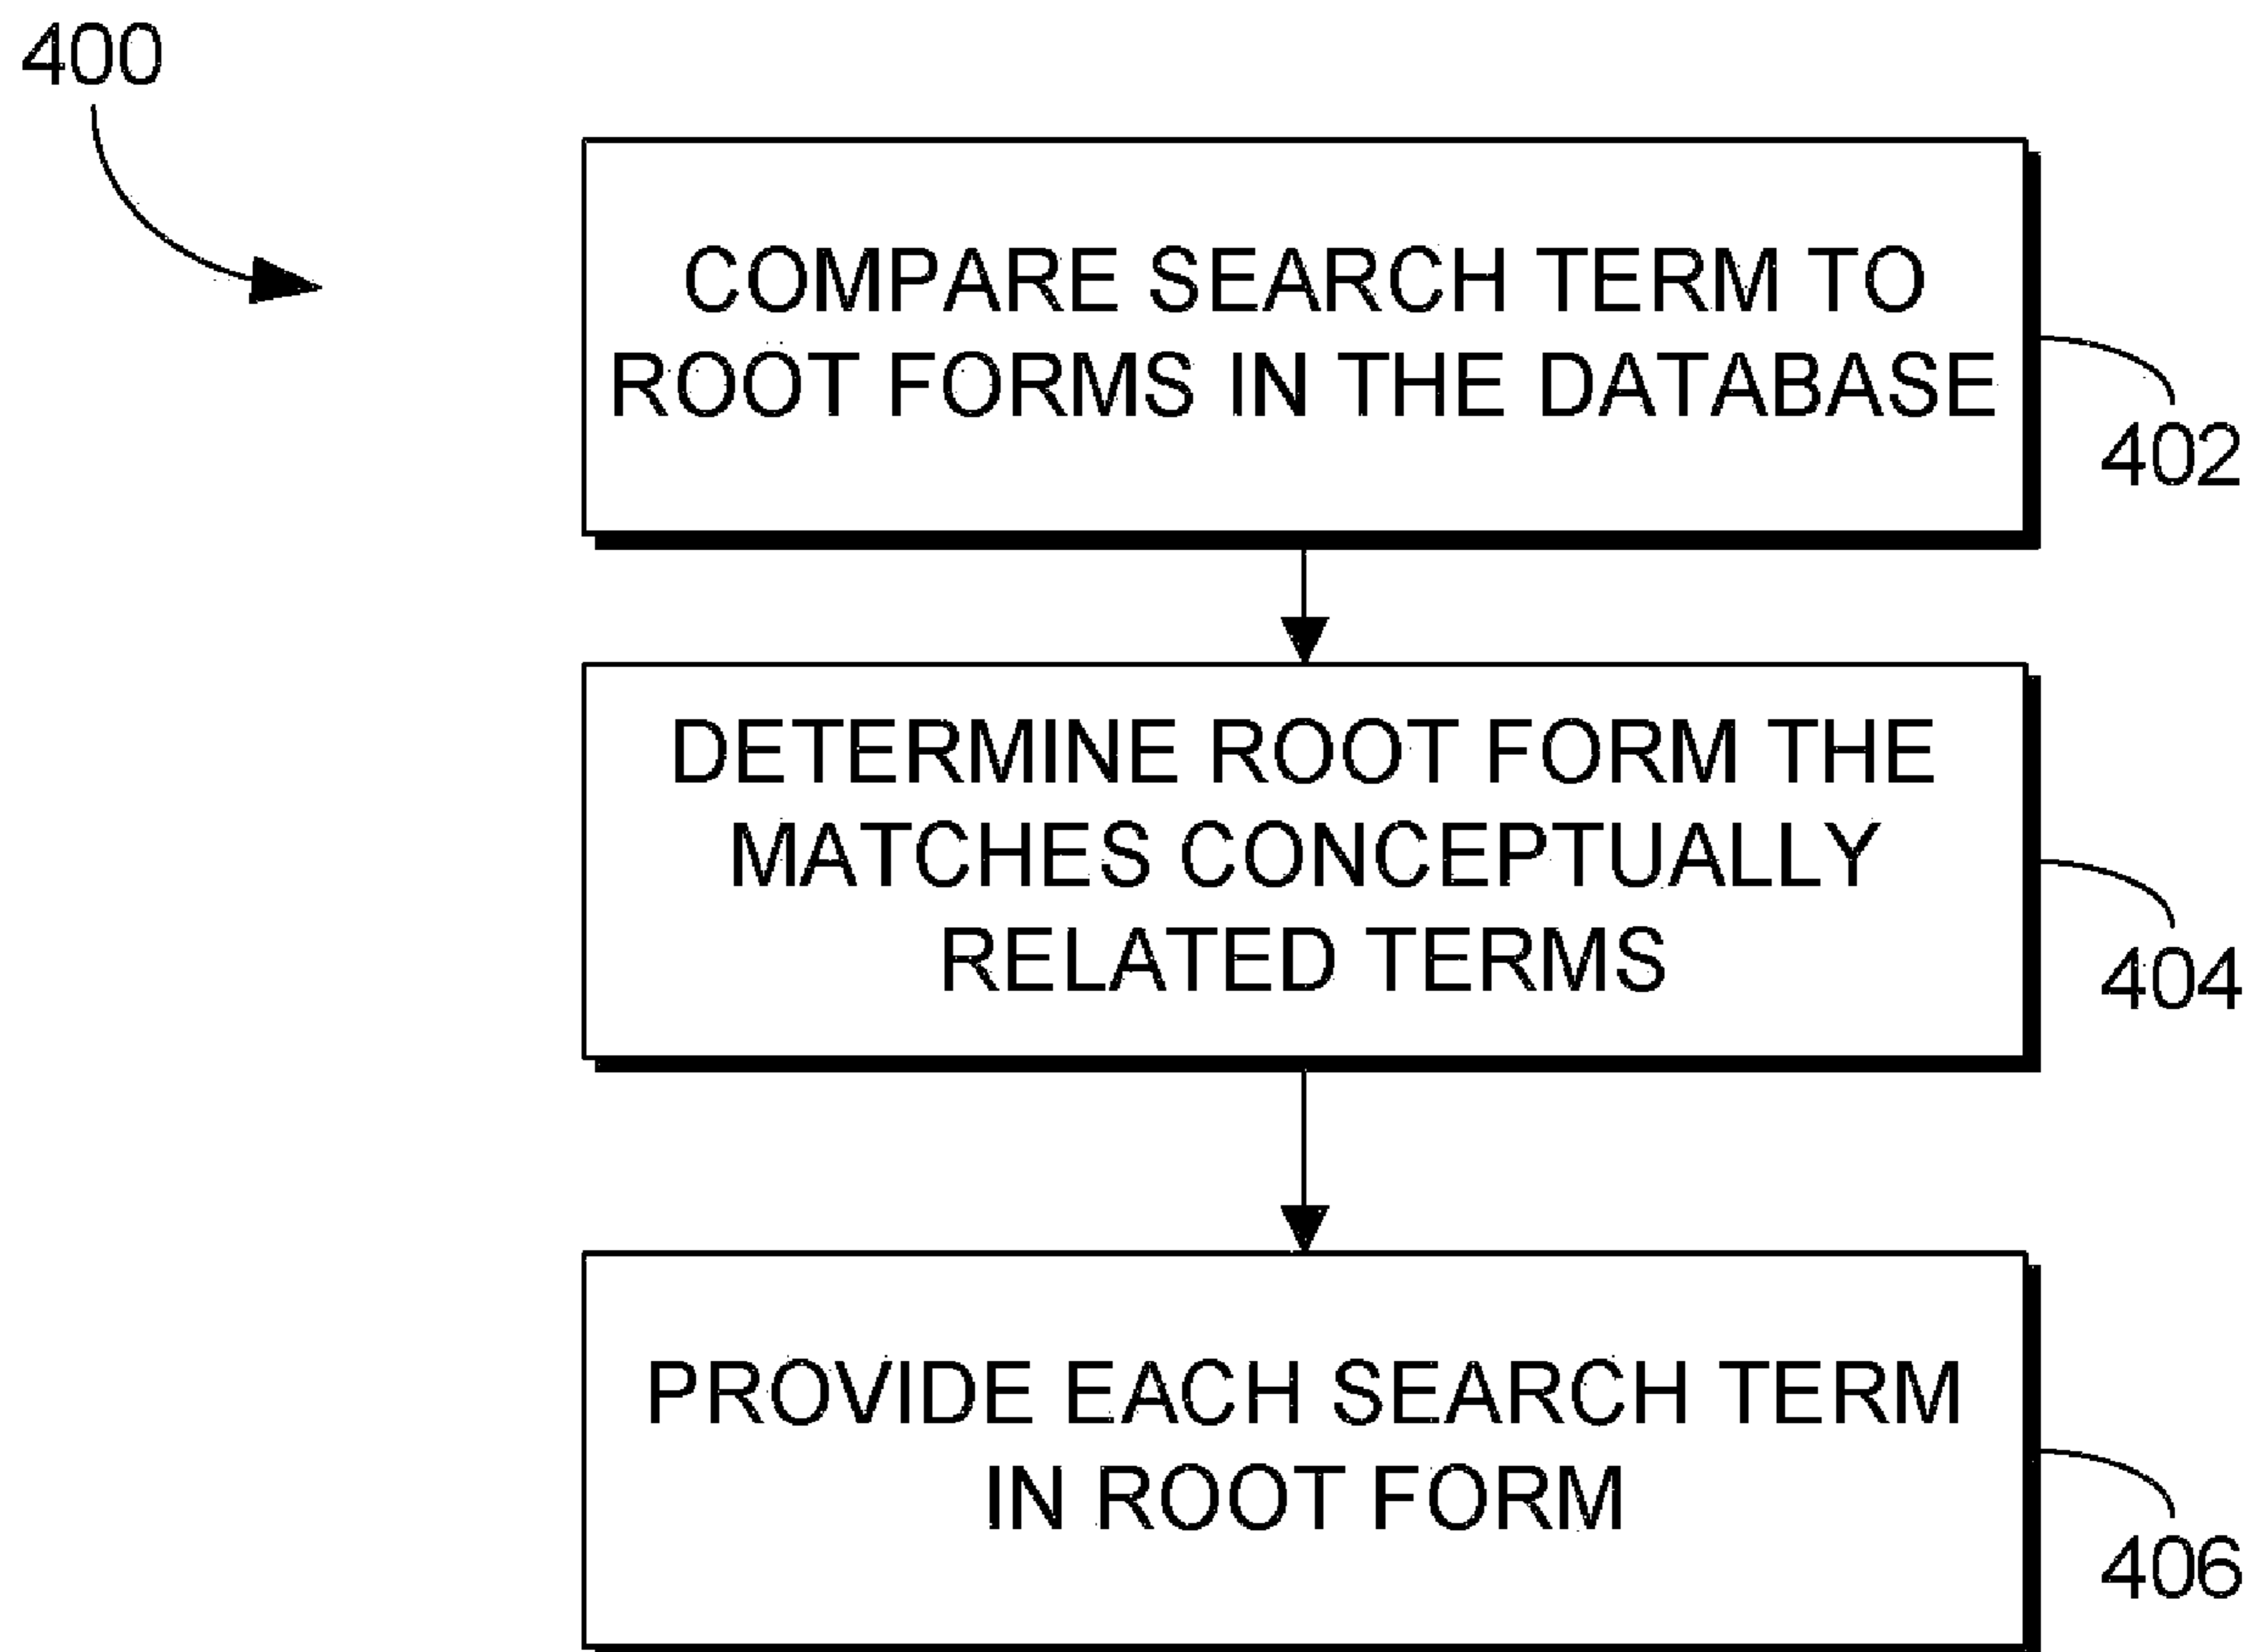 400
COMPARE SEARCH TERM TO
ROOT FORMS IN THE DATABASE
402
DETERMINE ROOT FORM THE
MATCHES CONCEPTUALLY
RELATED TERMS
404
PROVIDE EACH SEARCH TERM
IN ROOT FORM
406